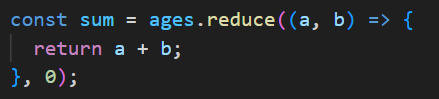 const sum = ages.reduce((a, b) => {
  return a + b;
}, 0);